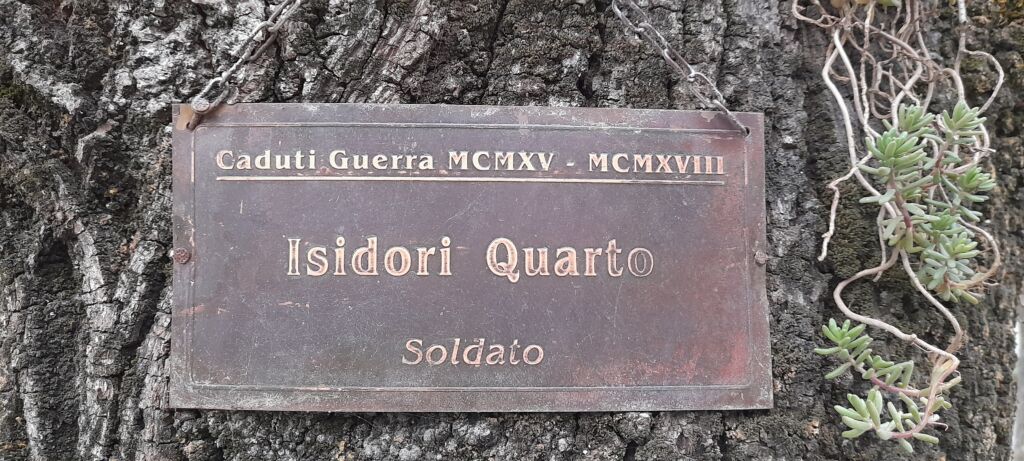 Caduti Guerra MCMXV - MCMXVIII
Isidori Quarto
Soldato